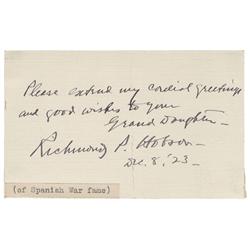 Please extend my cordial greetings
and good wishes to your
Grand Daughter—
Richmond P. Hobson—
Dec. 8, '23—
(of Spanish War fame)